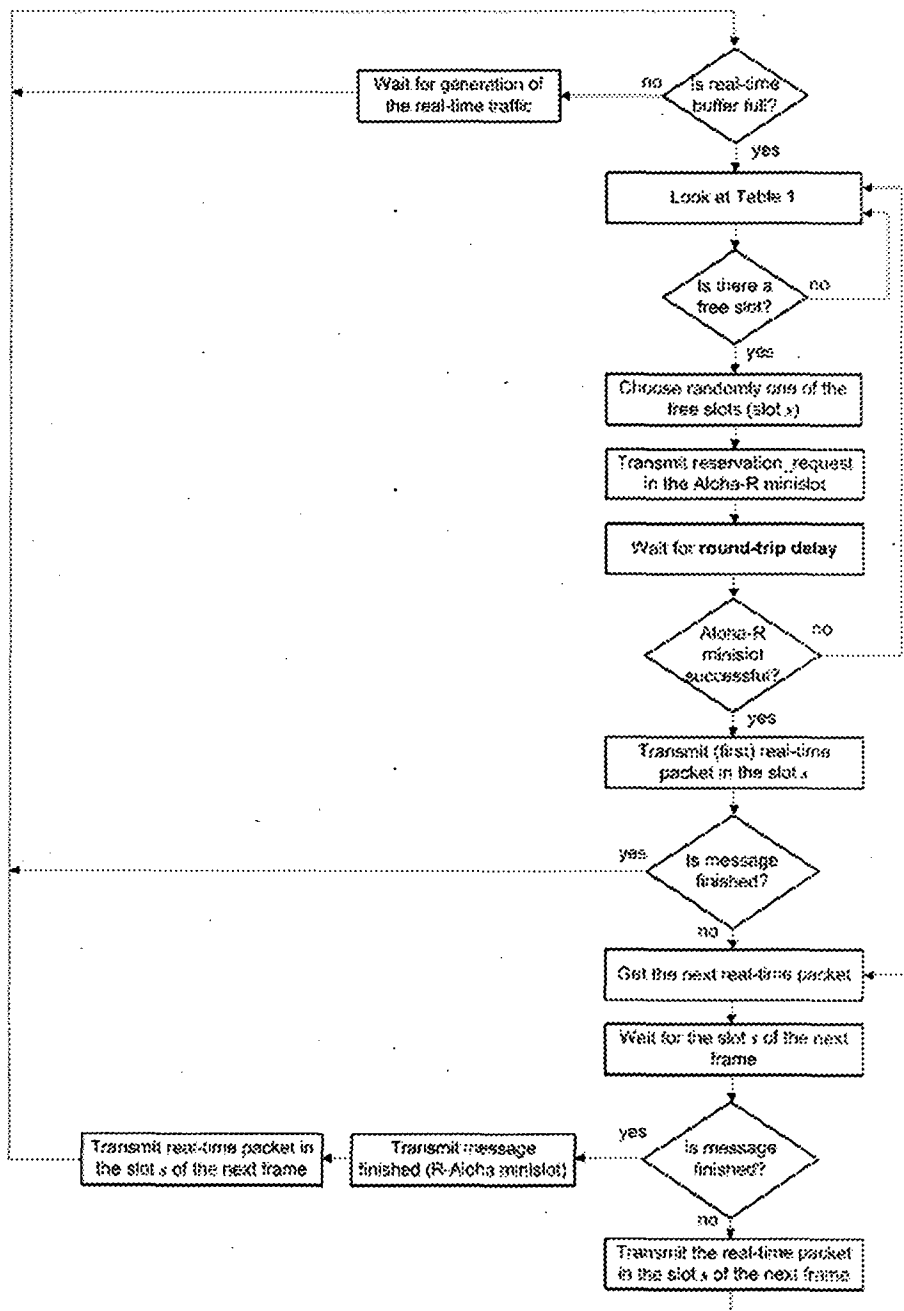 Is real-time
buffer full?
no
Wait for generation of
the real-time traffic
yes
Look at Table 1
Is there a
free slot?
no
yes
Choose randomly one of the
free slots (slot s)
Transmit reservation_request
in the Aloha-R minislot
Wait for round-trip delay
Aloha-R
minislot
successful?
no
yes
Transmit (first) real-time
packet in the slot s
Is message
finished?
yes
no
Get the next real-time packet
Wait for the slot s of the next
frame
Is message
finished?
yes
Transmit message
finished (R-Aloha minislot)
Transmit real-time packet in
the slot s of the next frame
no
Transmit the real-time packet
in the slot s of the next frame